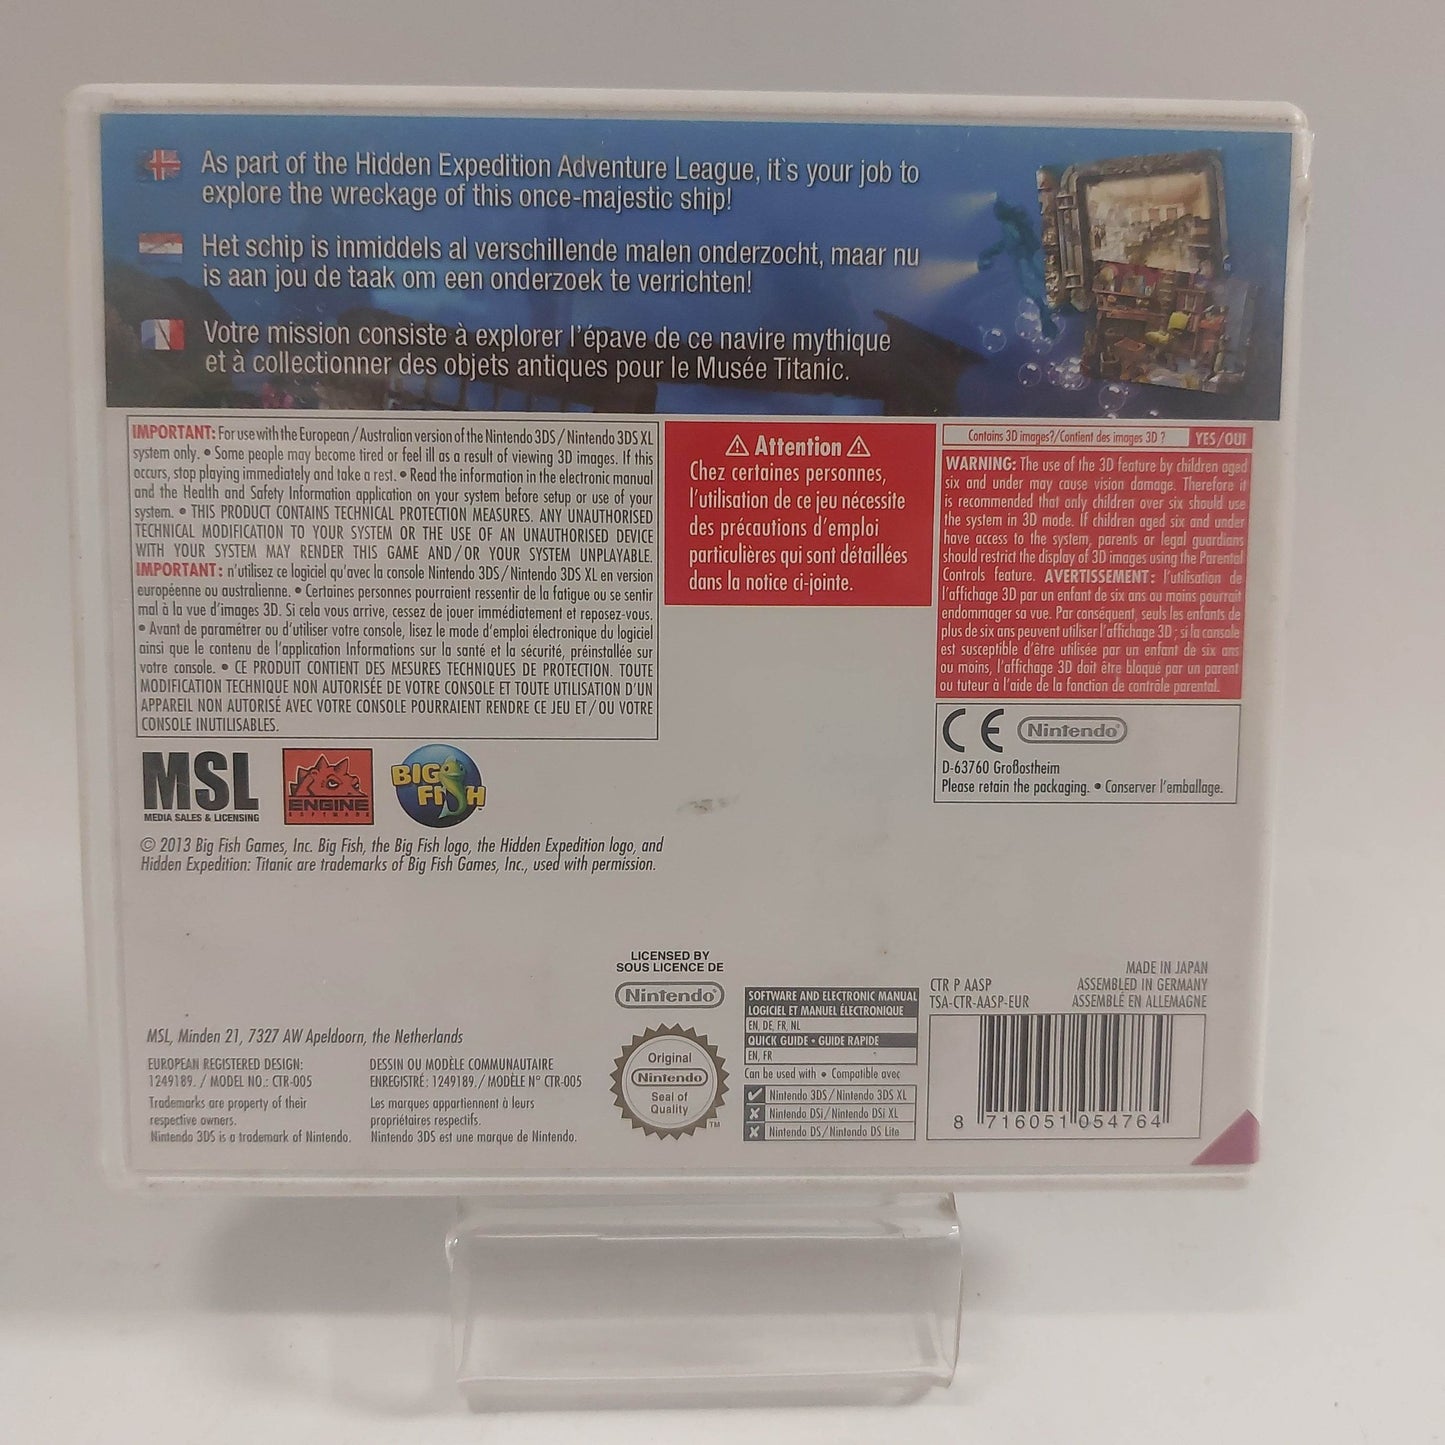 As part of the Hidden Expedition Adventure League, it`s your job to
explore the wreckage of this once-majestic ship!
Het schip is inmiddels al verschillende malen onderzocht, maar nu
is aan jou de taak om een onderzoek te verrichten!
Votre mission consiste à explorer l'épave de ce navire mythique
et à collectionner des objets antiques pour le Musée Titanic.
IMPORTANT: For use with the European/Australian version of the Nintendo 3DS/Nintendo 3DS XL
system only. • Some people may become tired or feel ill as a result of viewing 3D images. If this
occurs, stop playing immediately and take a rest. • Read the information in the electronic manual
and the Health and Safety Information application on your system before setup or use of your
system. • THIS PRODUCT CONTAINS TECHNICAL PROTECTION MEASURES. ANY UNAUTHORISED
TECHNICAL MODIFICATION TO YOUR SYSTEM OR THE USE OF AN UNAUTHORISED DEVICE
WITH YOUR SYSTEM MAY RENDER THIS GAME AND/OR YOUR SYSTEM UNPLAYABLE.
IMPORTANT: n'utilisez ce logiciel qu'avec la console Nintendo 3DS/Nintendo 3DS XL en version
européenne ou australienne. • Certaines personnes pourraient ressentir de la fatigue ou se sentir
mal à la vue d'images 3D. Si cela vous arrive, cessez de jouer immédiatement et reposez-vous.
• Avant de paramétrer ou d'utiliser votre console, lisez le mode d'emploi électronique du logiciel
ainsi que le contenu de l'application Informations sur la santé et la sécurité, préinstallée sur
votre console. • CE PRODUIT CONTIENT DES MESURES TECHNIQUES DE PROTECTION. TOUTE
MODIFICATION TECHNIQUE NON AUTORISÉE DE VOTRE CONSOLE ET TOUTE UTILISATION D'UN
APPAREIL NON AUTORISÉ AVEC VOTRE CONSOLE POURRAIENT RENDRE CE JEU ET/OU VOTRE
CONSOLE INUTILISABLES.
Attention
Chez certaines personnes,
l'utilisation de ce jeu nécessite
des précautions d'emploi
particulières qui sont détaillées
dans la notice ci-jointe.
Contains 3D images?/Contient des images 3D ? YES/OUI
WARNING: The use of the 3D feature by children aged
six and under may cause vision damage. Therefore it
is recommended that only children over six should use
the system in 3D mode. If children aged six and under
have access to the system, parents or legal guardians
should restrict the display of 3D images using the Parental
Controls feature. AVERTISSEMENT: l'utilisation de
l'affichage 3D par un enfant de six ans ou moins pourrait
endommager sa vue. Par conséquent, seuls les enfants de
plus de six ans peuvent utiliser l'affichage 3D ; si la console
est susceptible d'être utilisée par un enfant de six ans
ou moins, l'affichage 3D doit être bloqué par un parent
ou tuteur à l'aide de la fonction de contrôle parental.
CE Nintendo
D-63760 Großostheim
Please retain the packaging. • Conserver l'emballage.
MSL
MEDIA SALES & LICENSING
ENGINE
SOFTWARE
BIG
FISH
© 2013 Big Fish Games, Inc. Big Fish, the Big Fish logo, the Hidden Expedition logo, and
Hidden Expedition: Titanic are trademarks of Big Fish Games, Inc., used with permission.
MSL, Minden 21, 7327 AW Apeldoorn, the Netherlands
EUROPEAN REGISTERED DESIGN:
1249189. / MODEL NO.: CTR-005
Trademarks are property of their
respective owners.
Nintendo 3DS is a trademark of Nintendo.
DESSIN OU MODÈLE COMMUNAUTAIRE
ENREGISTRÉ: 1249189./ MODÈLE N° CTR-005
Les marques appartiennent à leurs
propriétaires respectifs.
Nintendo 3DS est une marque de Nintendo.
LICENSED BY
SOUS LICENCE DE
Nintendo
Original
Nintendo
Seal of
Quality
TM
SOFTWARE AND ELECTRONIC MANUAL
LOGICIEL ET MANUEL ÉLECTRONIQUE
EN, DE, FR, NL
QUICK GUIDE • GUIDE RAPIDE
EN, FR
Can be used with • Compatible avec
Nintendo 3DS/Nintendo 3DS XL
Nintendo DSi/Nintendo DSi XL
Nintendo DS/Nintendo DS Lite
CTR P AASP
TSA-CTR-AASP-EUR
MADE IN JAPAN
ASSEMBLED IN GERMANY
ASSEMBLÉ EN ALLEMAGNE
8 716051 054764